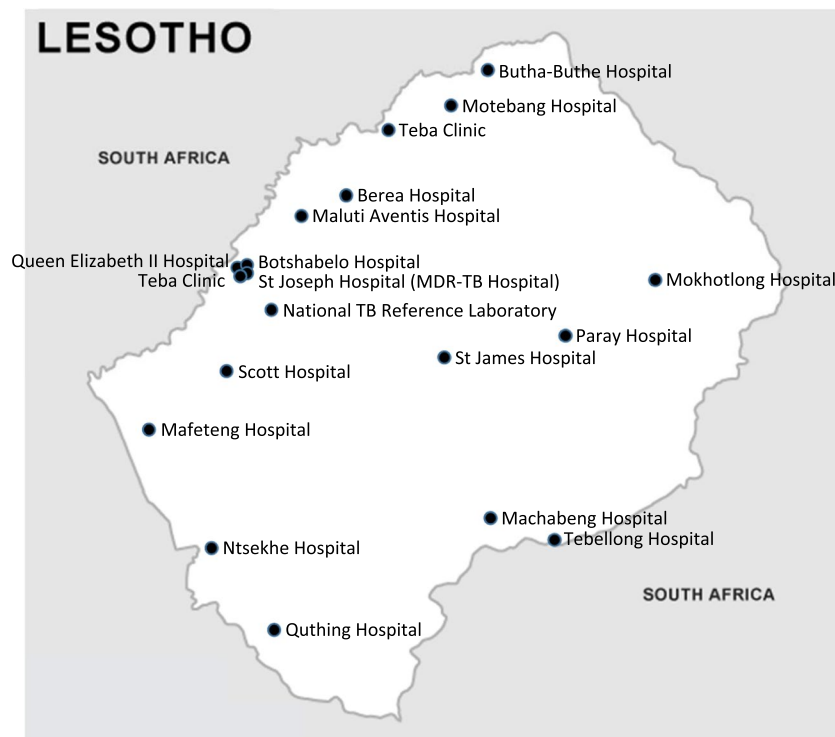 LESOTHO
Butha-Buthe Hospital
Motebang Hospital
Teba Clinic
SOUTH AFRICA
Berea Hospital
Maluti Aventis Hospital
Queen Elizabeth II Hospital
Botshabelo Hospital
Teba Clinic
St Joseph Hospital (MDR-TB Hospital)
Mokhotlong Hospital
National TB Reference Laboratory
Paray Hospital
St James Hospital
Scott Hospital
Mafeteng Hospital
Machabeng Hospital
Tebellong Hospital
Ntsekhe Hospital
SOUTH AFRICA
Quthing Hospital